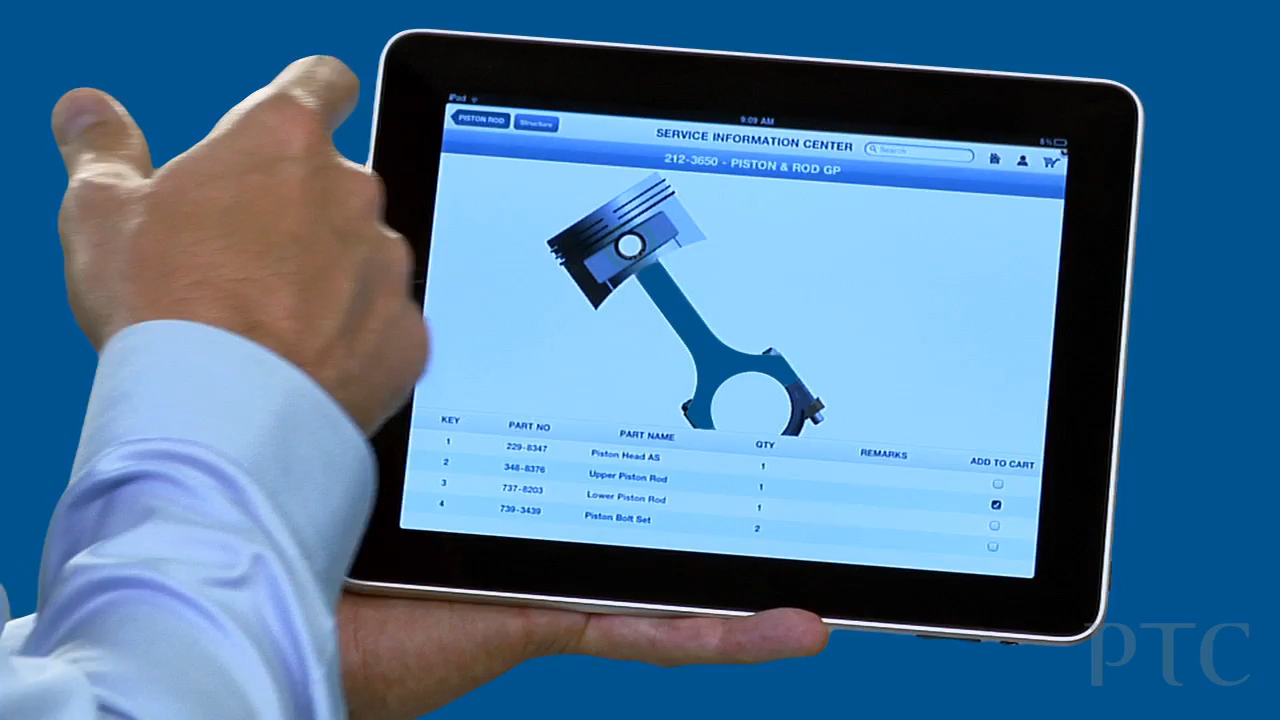 iPad 9:09 AM 8%
PISTON ROD Structure SERVICE INFORMATION CENTER Search
212-3650 - PISTON & ROD GP
KEY PART NO PART NAME QTY REMARKS ADD TO CART
1 229-8347 Piston Head AS 1
2 348-8376 Upper Piston Rod 1
3 737-8203 Lower Piston Rod 1
4 739-3439 Piston Bolt Set 2
PTC